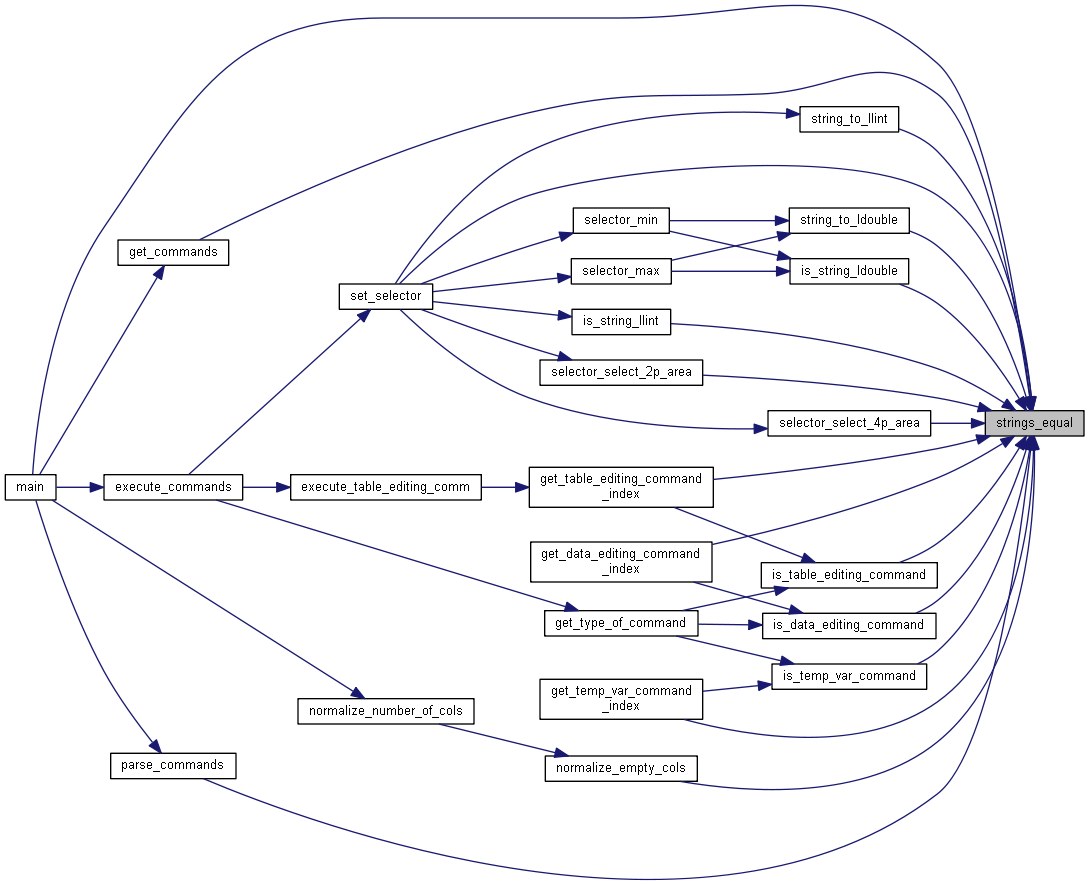 string_to_llint
selector_min
string_to_ldouble
get_commands
selector_max
is_string_ldouble
set_selector
is_string_llint
selector_select_2p_area
selector_select_4p_area
strings_equal
main
execute_commands
execute_table_editing_comm
get_table_editing_command
_index
get_data_editing_command
_index
is_table_editing_command
get_type_of_command
is_data_editing_command
is_temp_var_command
get_temp_var_command
_index
normalize_number_of_cols
parse_commands
normalize_empty_cols